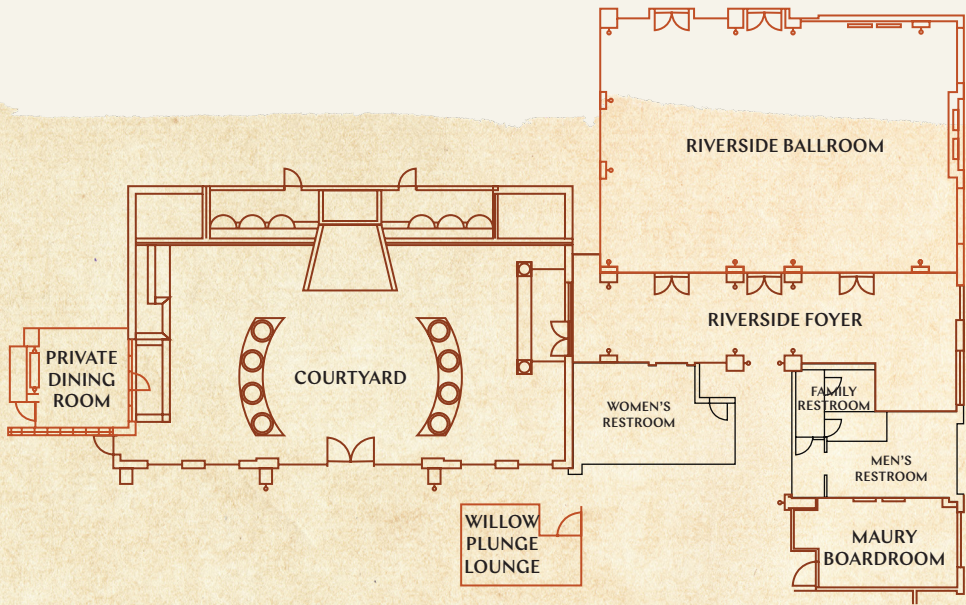 RIVERSIDE BALLROOM
RIVERSIDE FOYER
PRIVATE
DINING
ROOM
COURTYARD
FAMILY
RESTROOM
WOMEN'S
RESTROOM
MEN'S
RESTROOM
WILLOW
PLUNGE
LOUNGE
MAURY
BOARDROOM